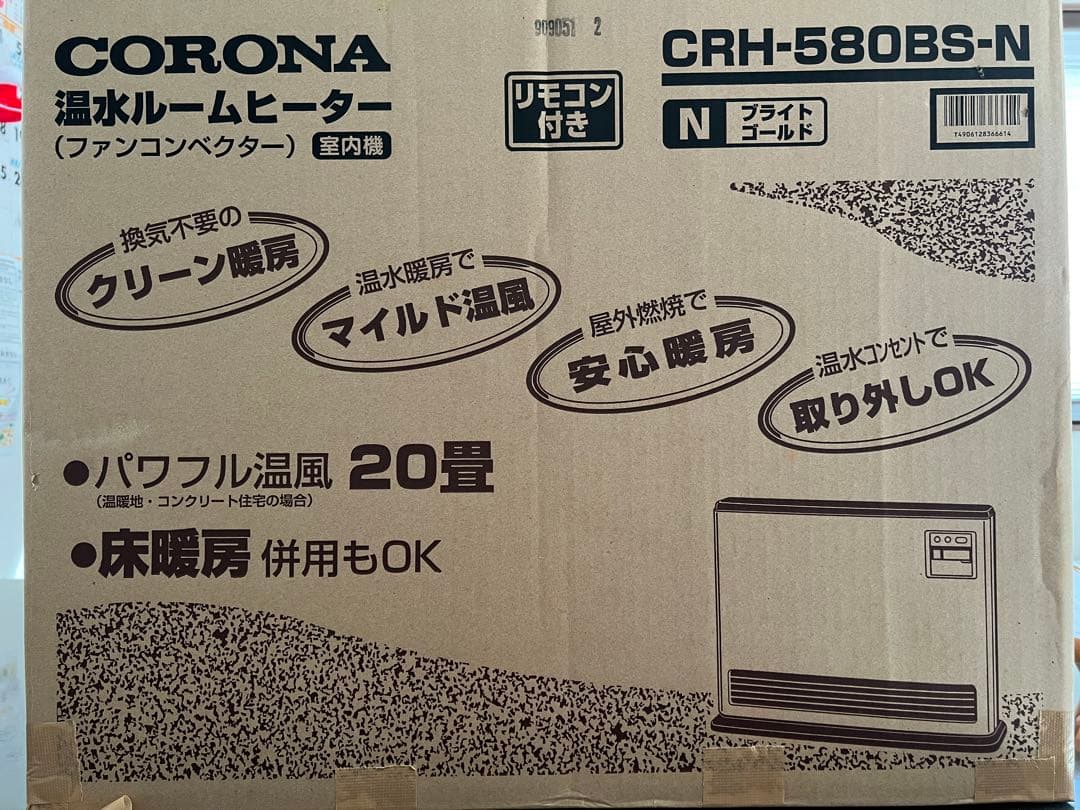 909051 2
CORONA
温水ルームヒーター
(ファンコンベクター) 室内機
リモコン
付き
CRH-580BS-N
N ブライト
ゴールド
T4906128366614
換気不要の
クリーン暖房
温水暖房で
マイルド温風
屋外燃焼で
安心暖房
温水コンセントで
取り外しOK
●パワフル温風 20畳
(温暖地・コンクリート住宅の場合)
●床暖房 併用もOK